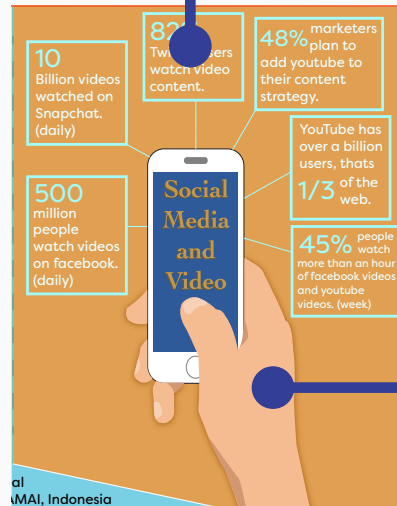 10
Billion videos
watched on
Snapchat.
(daily)
82
users
watch video
content.
48% marketers
plan to
add youtube to
their content
strategy.
YouTube has
over a billion
users, thats
1/3 of the
web.
500
million
people
watch videos
on facebook.
(daily)
45% people
watch
more than an hour
of facebook videos
and youtube
videos. (week)
Social
Media
and
Video
AMAI, Indonesia